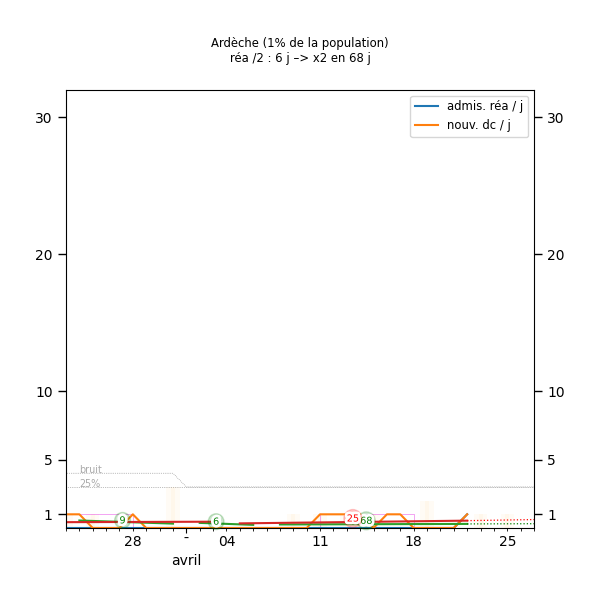 Ardèche (1% de la population)
réa /2 : 6 j –> x2 en 68 j
admis. réa / j
nouv. dc / j
30 30
20 20
10 10
bruit
5 5
25%
1 9 6 25 68 1
28 - 04 11 18 25
avril